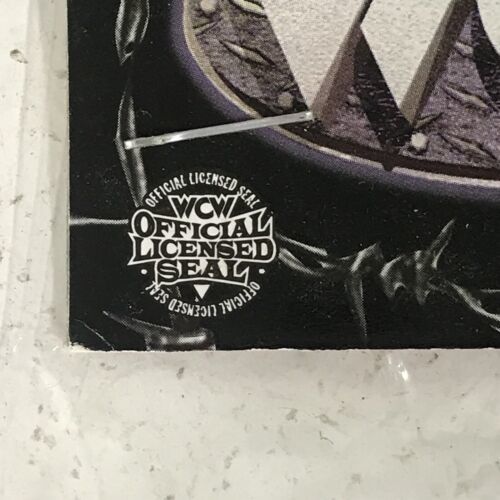 OFFICIAL LICENSED SEAL
WCW
OFFICIAL
LICENSED
· SEAL ·
OFFICIAL LICENSED SEAL